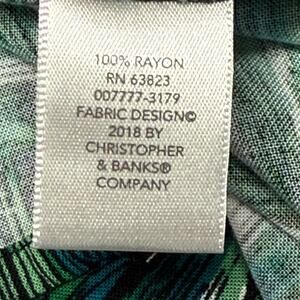 100% RAYON
RN 63823
007777-3179
FABRIC DESIGN©
2018 BY
CHRISTOPHER
& BANKS®
COMPANY